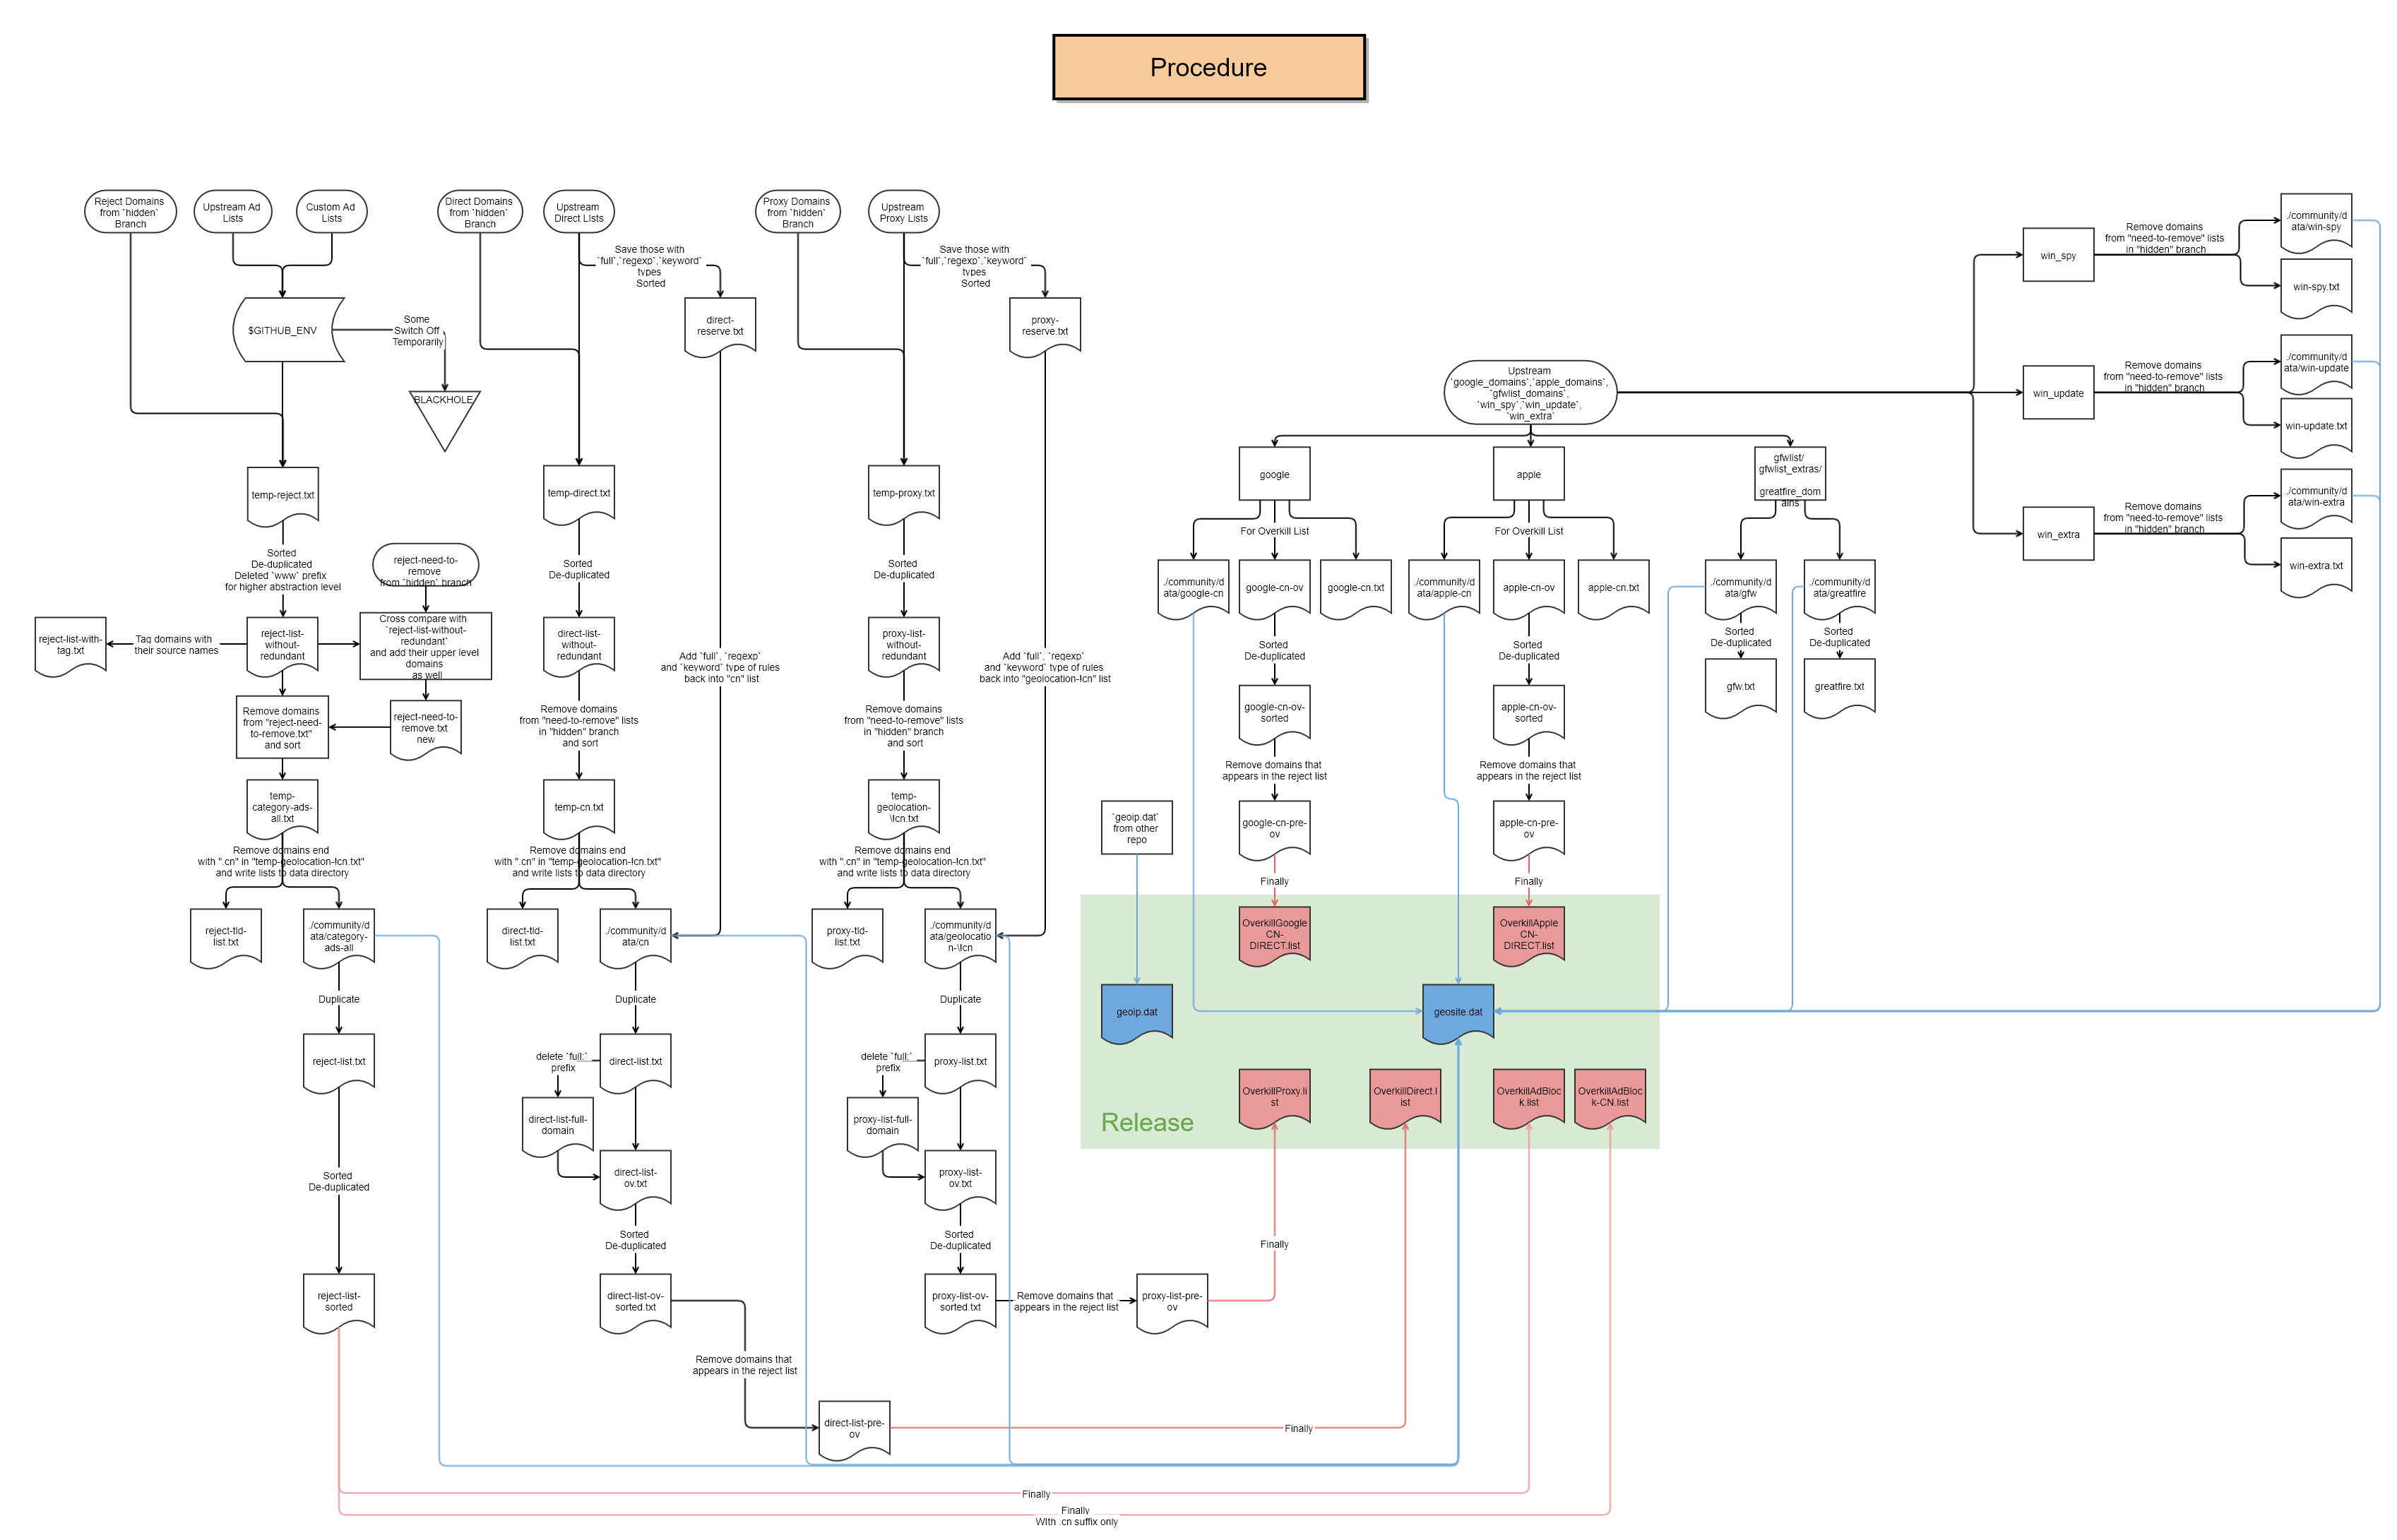 Procedure
Reject Domains
from `hidden`
Branch
Upstream Ad
Lists
Custom Ad
Lists
Direct Domains
from `hidden`
Branch
Upstream
Direct LIsts
Proxy Domains
from `hidden`
Branch
Upstream
Proxy Lists
Save those with
`full`,`regexp`,`keyword`
types
Sorted
Save those with
`full`,`regexp`,`keyword`
types
Sorted
$GITHUB_ENV
Some
Switch Off
Temporarily
BLACKHOLE
direct-
reserve.txt
proxy-
reserve.txt
Upstream
`google_domains`,`apple_domains`,
`gfwlist_domains`,
`win_spy`,`win_update`,
`win_extra`
win_spy
Remove domains
from "need-to-remove" lists
in "hidden" branch
./community/d
ata/win-spy
win-spy.txt
win_update
Remove domains
from "need-to-remove" lists
in "hidden" branch
./community/d
ata/win-update
win-update.txt
win_extra
Remove domains
from "need-to-remove" lists
in "hidden" branch
./community/d
ata/win-extra
win-extra.txt
temp-reject.txt
temp-direct.txt
temp-proxy.txt
google
apple
gfwlist/
gfwlist_extras/
greatfire_dom
ains
Sorted
De-duplicated
Deleted `www` prefix
for higher abstraction level
reject-need-to-
remove
from `hidden` branch
Sorted
De-duplicated
Sorted
De-duplicated
For Overkill List
For Overkill List
./community/d
ata/google-cn
google-cn-ov
google-cn.txt
./community/d
ata/apple-cn
apple-cn-ov
apple-cn.txt
./community/d
ata/gfw
./community/d
ata/greatfire
reject-list-with-
tag.txt
Tag domains with
their source names
reject-list-
without-
redundant
Cross compare with
`reject-list-without-
redundant`
and add their upper level
domains
as well
direct-list-
without-
redundant
Add `full`, `regexp`
and `keyword` type of rules
back into "cn" list
proxy-list-
without-
redundant
Add `full`, `regexp`
and `keyword` type of rules
back into "geolocation-!cn" list
Sorted
De-duplicated
Sorted
De-duplicated
Sorted
De-duplicated
Sorted
De-duplicated
Remove domains
from "reject-need-
to-remove.txt"
and sort
reject-need-to-
remove.txt
new
Remove domains
from "need-to-remove" lists
in "hidden" branch
and sort
Remove domains
from "need-to-remove" lists
in "hidden" branch
and sort
google-cn-ov-
sorted
apple-cn-ov-
sorted
gfw.txt
greatfire.txt
Remove domains that
appears in the reject list
Remove domains that
appears in the reject list
temp-
category-ads-
all.txt
temp-cn.txt
temp-
geolocation-
\!cn.txt
`geoip.dat`
from other
repo
google-cn-pre-
ov
apple-cn-pre-
ov
Remove domains end
with ".cn" in "temp-geolocation-!cn.txt"
and write lists to data directory
Remove domains end
with ".cn" in "temp-geolocation-!cn.txt"
and write lists to data directory
Remove domains end
with ".cn" in "temp-geolocation-!cn.txt"
and write lists to data directory
Finally
Finally
reject-tld-
list.txt
./community/d
ata/category-
ads-all
direct-tld-
list.txt
./community/d
ata/cn
proxy-tld-
list.txt
./community/d
ata/geolocatio
n-\!cn
OverkillGoogle
CN-
DIRECT.list
OverkillApple
CN-
DIRECT.list
Duplicate
Duplicate
Duplicate
geoip.dat
geosite.dat
reject-list.txt
delete `full:`
prefix
direct-list.txt
delete `full:`
prefix
proxy-list.txt
direct-list-full-
domain
proxy-list-full-
domain
OverkillProxy.li
st
OverkillDirect.l
ist
OverkillAdBloc
k.list
OverkillAdBloc
k-CN.list
Release
Sorted
De-duplicated
direct-list-
ov.txt
proxy-list-
ov.txt
Sorted
De-duplicated
Sorted
De-duplicated
Finally
reject-list-
sorted
direct-list-ov-
sorted.txt
proxy-list-ov-
sorted.txt
Remove domains that
appears in the reject list
proxy-list-pre-
ov
Remove domains that
appears in the reject list
direct-list-pre-
ov
Finally
Finally
Finally
WIth .cn suffix only